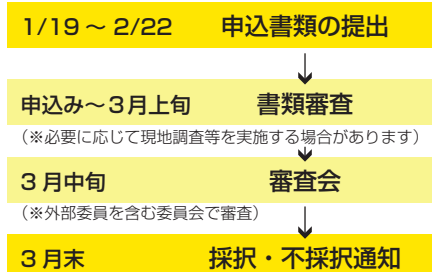 1/19～2/22 申込書類の提出
申込み～3月上旬 書類審査
（※必要に応じて現地調査等を実施する場合があります）
3月中旬 審査会
（※外部委員を含む委員会で審査）
3月末 採択・不採択通知